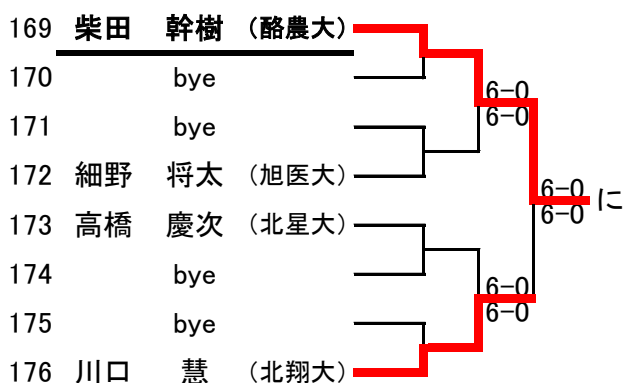 169 柴田 幹樹 (酪農大)
170 bye
6-0
6-0
171 bye
172 細野 将太 (旭医大)
6-0
6-0
に
173 高橋 慶次 (北星大)
174 bye
6-0
6-0
175 bye
176 川口 慧 (北翔大)